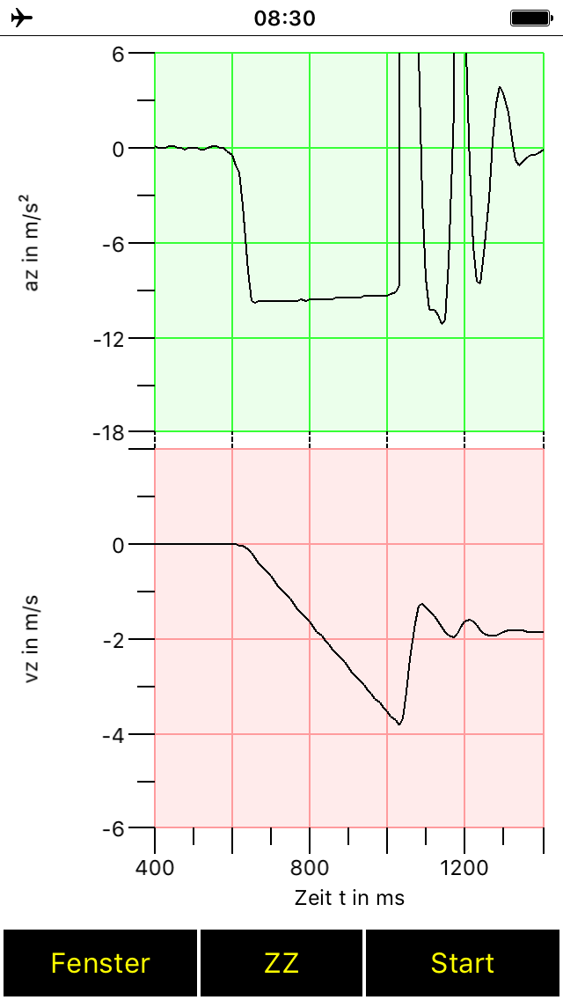 08:30
6
0
-6
-12
-18
az in m/s²
0
-2
-4
-6
vz in m/s
400 800 1200
Zeit t in ms
Fenster ZZ Start